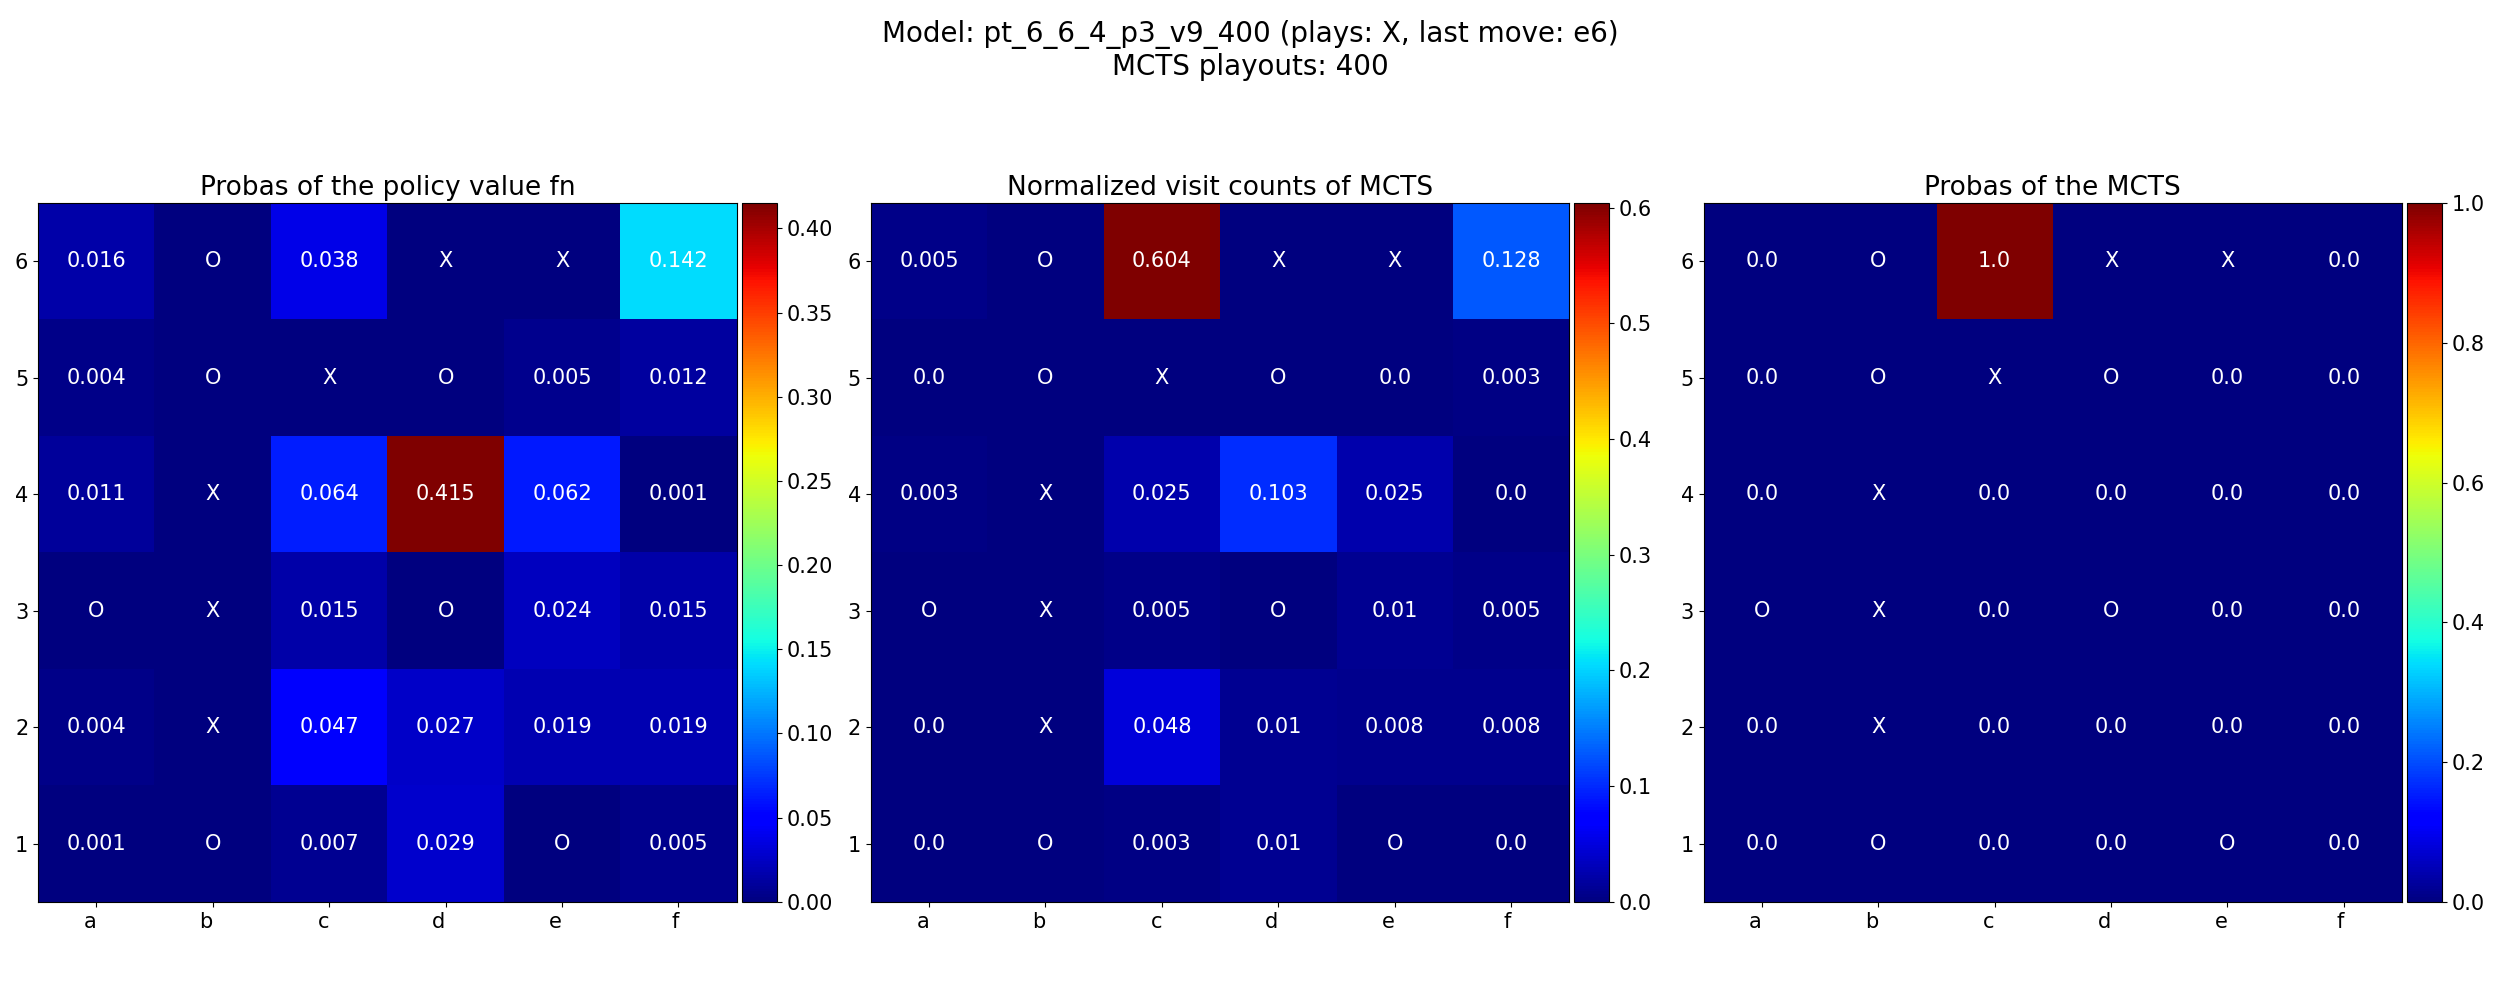 Model: pt_6_6_4_p3_v9_400 (plays: X, last move: e6)
MCTS playouts: 400
Probas of the policy value fn
6 0.016 O 0.038 X X 0.142
5 0.004 O X O 0.005 0.012
4 0.011 X 0.064 0.415 0.062 0.001
3 O X 0.015 O 0.024 0.015
2 0.004 X 0.047 0.027 0.019 0.019
1 0.001 O 0.007 0.029 O 0.005
a b c d e f
0.40
0.35
0.30
0.25
0.20
0.15
0.10
0.05
0.00
Normalized visit counts of MCTS
6 0.005 O 0.604 X X 0.128
5 0.0 O X O 0.0 0.003
4 0.003 X 0.025 0.103 0.025 0.0
3 O X 0.005 O 0.01 0.005
2 0.0 X 0.048 0.01 0.008 0.008
1 0.0 O 0.003 0.01 O 0.0
a b c d e f
0.6
0.5
0.4
0.3
0.2
0.1
0.0
Probas of the MCTS
6 0.0 O 1.0 X X 0.0
5 0.0 O X O 0.0 0.0
4 0.0 X 0.0 0.0 0.0 0.0
3 O X 0.0 O 0.0 0.0
2 0.0 X 0.0 0.0 0.0 0.0
1 0.0 O 0.0 0.0 O 0.0
a b c d e f
1.0
0.8
0.6
0.4
0.2
0.0